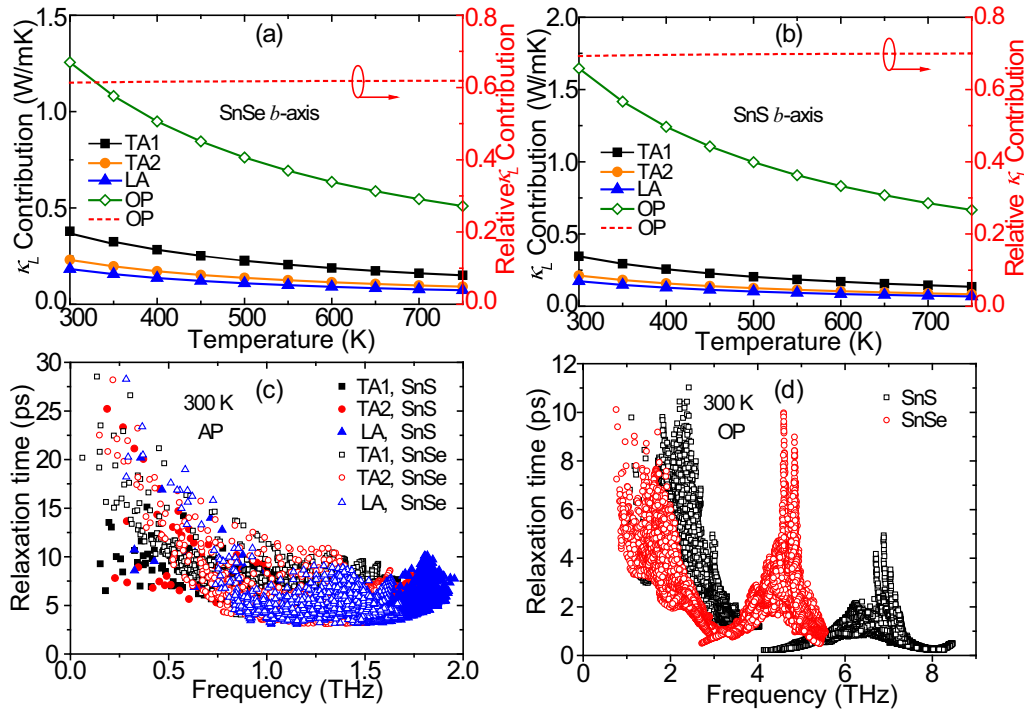 (a)
SnSe b-axis
TA1
TA2
LA
OP
OP
κL Contribution (W/mK)
0.0
0.5
1.0
1.5
300
400
500
600
700
Temperature (K)
0.0
0.2
0.4
0.6
0.8
Relative κL Contribution
(b)
SnS b-axis
TA1
TA2
LA
OP
OP
κL Contribution (W/mK)
0.0
0.5
1.0
1.5
2.0
300
400
500
600
700
Temperature (K)
0.0
0.2
0.4
0.6
0.8
Relative κl Contribution
(c)
300 K
AP
TA1, SnS
TA2, SnS
LA, SnS
TA1, SnSe
TA2, SnSe
LA, SnSe
Relaxation time (ps)
0
5
10
15
20
25
30
0.0
0.5
1.0
1.5
2.0
Frequency (THz)
(d)
300 K
OP
SnS
SnSe
Relaxation time (ps)
0
2
4
6
8
10
12
0
2
4
6
8
Frequency (THz)